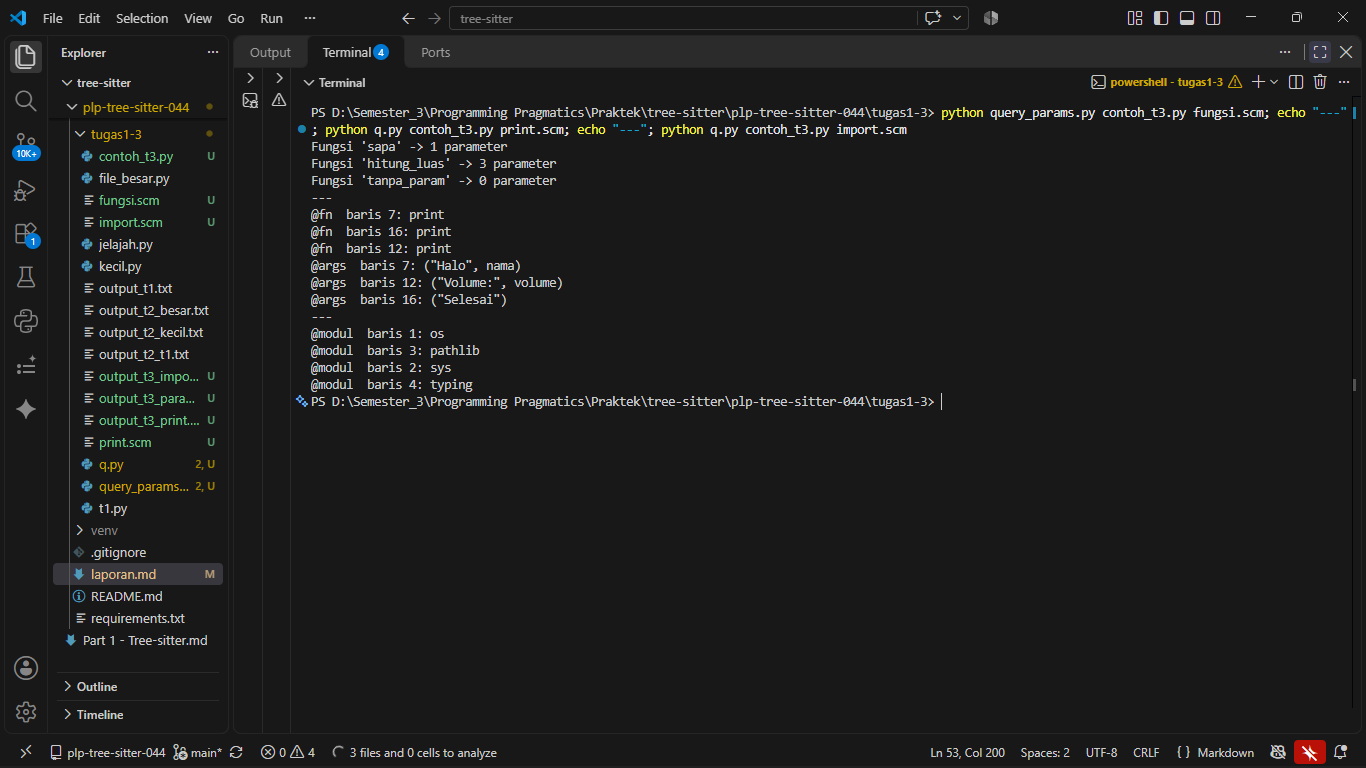 File Edit Selection View Go Run ···
tree-sitter
Explorer
Output Terminal 4 Ports
tree-sitter
plp-tree-sitter-044
tugas1-3
contoh_t3.py U
file_besar.py
fungsi.scm U
import.scm U
jelajah.py
kecil.py
output_t1.txt
output_t2_besar.txt
output_t2_kecil.txt
output_t2_t1.txt
output_t3_impo... U
output_t3_para... U
output_t3_print.... U
print.scm U
q.py 2, U
query_params... 2, U
t1.py
venv
.gitignore
laporan.md M
README.md
requirements.txt
Part 1 - Tree-sitter.md
Outline
Timeline
10K+
1
Terminal
powershell - tugas1-3
PS D:\Semester_3\Programming Pragmatics\Praktek\tree-sitter\plp-tree-sitter-044\tugas1-3> python query_params.py contoh_t3.py fungsi.scm; echo "---"
; python q.py contoh_t3.py print.scm; echo "---"; python q.py contoh_t3.py import.scm
Fungsi 'sapa' -> 1 parameter
Fungsi 'hitung_luas' -> 3 parameter
Fungsi 'tanpa_param' -> 0 parameter
---
@fn baris 7: print
@fn baris 16: print
@fn baris 12: print
@args baris 7: ("Halo", nama)
@args baris 12: ("Volume:", volume)
@args baris 16: ("Selesai")
---
@modul baris 1: os
@modul baris 3: pathlib
@modul baris 2: sys
@modul baris 4: typing
PS D:\Semester_3\Programming Pragmatics\Praktek\tree-sitter\plp-tree-sitter-044\tugas1-3>
plp-tree-sitter-044 main* 0 4 3 files and 0 cells to analyze Ln 53, Col 200 Spaces: 2 UTF-8 CRLF {} Markdown